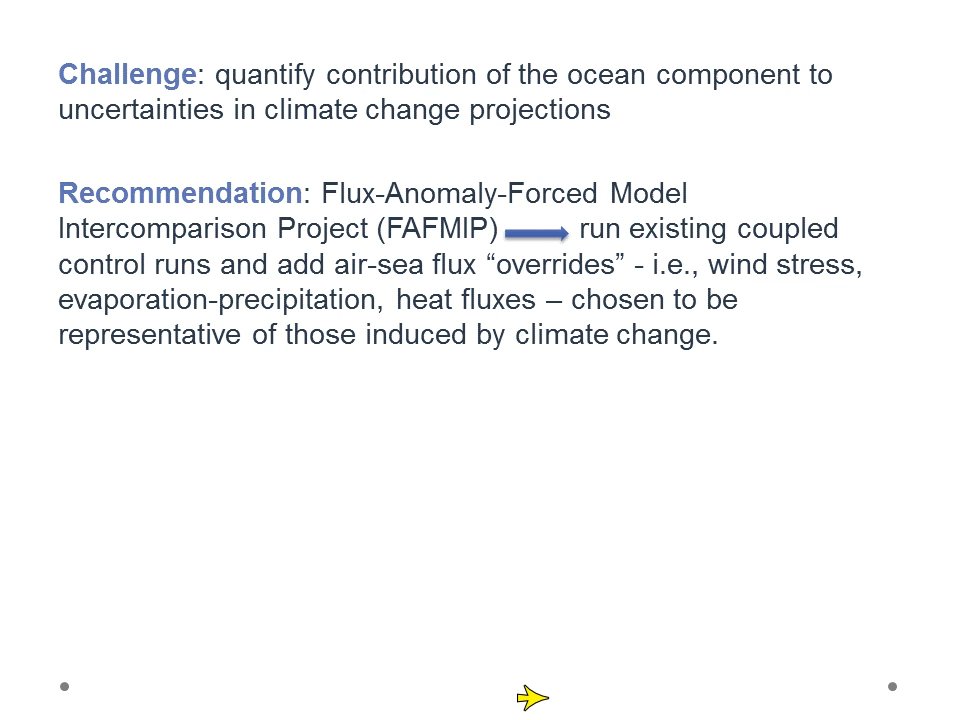 Challenge: quantify contribution of the ocean component to
uncertainties in climate change projections
Recommendation: Flux-Anomaly-Forced Model
Intercomparison Project (FAFMIP) run existing coupled
control runs and add air-sea flux “overrides” - i.e., wind stress,
evaporation-precipitation, heat fluxes – chosen to be
representative of those induced by climate change.